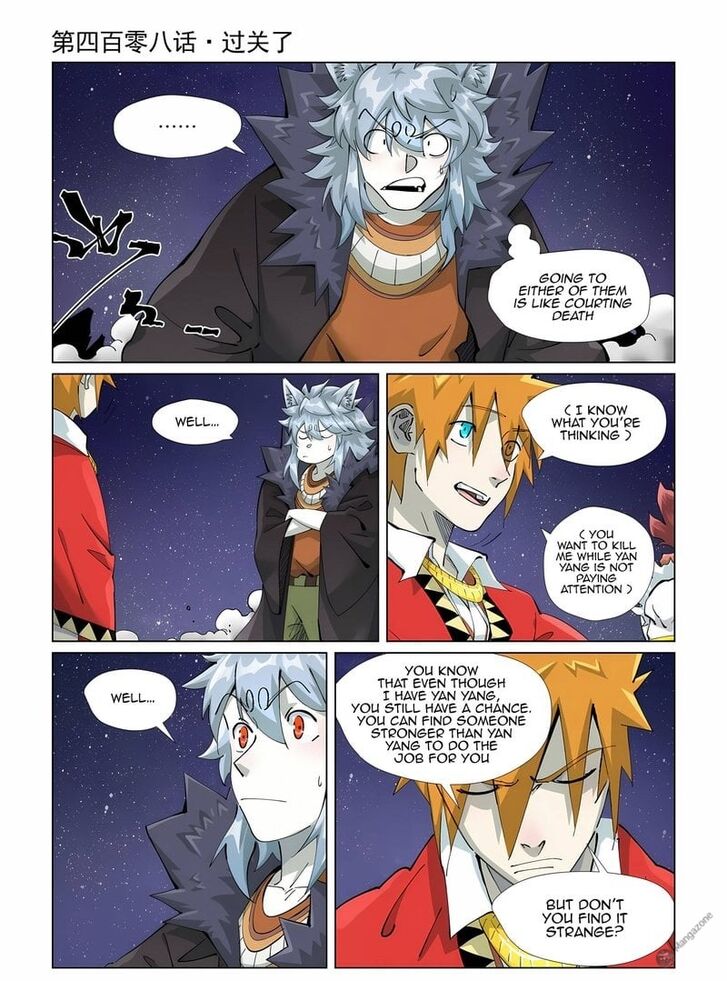 第四百零八话·过关了
......
GOING TO
EITHER OF THEM
IS LIKE COURTING
DEATH
WELL...
( I KNOW
WHAT YOU'RE
THINKING )
( YOU
WANT TO KILL
ME WHILE YAN
YANG IS NOT
PAYING
ATTENTION )
WELL...
YOU KNOW
THAT EVEN THOUGH
I HAVE YAN YANG,
YOU STILL HAVE A CHANCE.
YOU CAN FIND SOMEONE
STRONGER THAN YAN
YANG TO DO THE
JOB FOR YOU
BUT DON'T
YOU FIND IT
STRANGE?
Mangazone